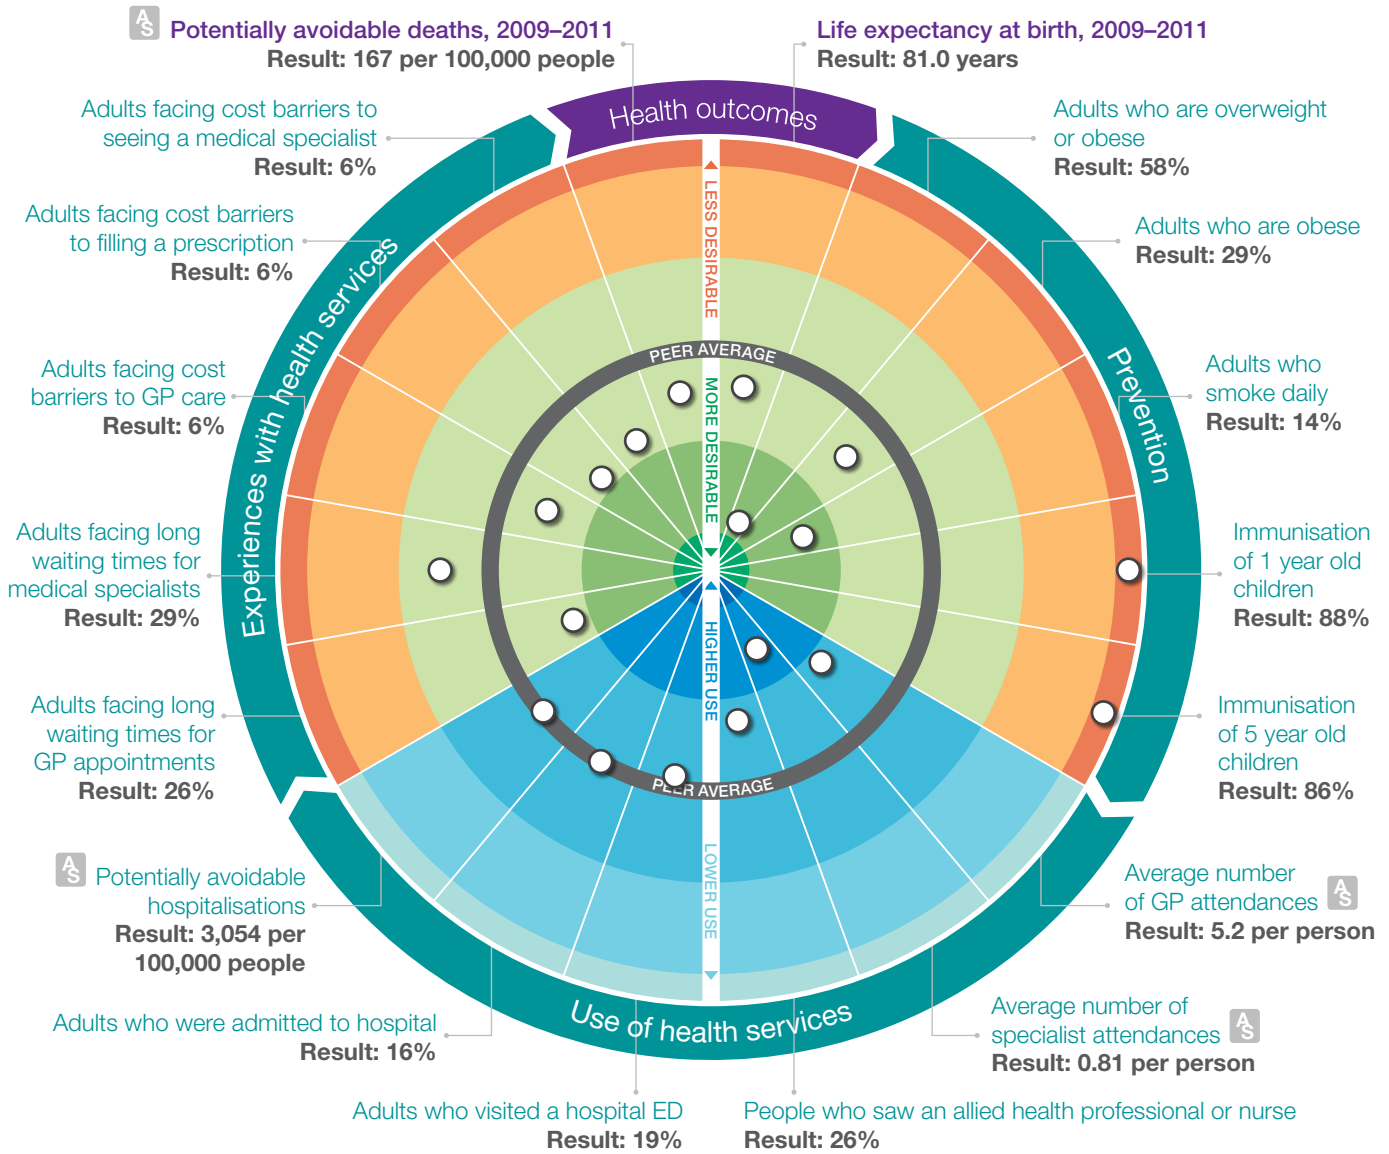 AS Potentially avoidable deaths, 2009–2011
Result: 167 per 100,000 people
Life expectancy at birth, 2009–2011
Result: 81.0 years
Adults facing cost barriers to
seeing a medical specialist
Result: 6%
Adults facing cost barriers
to filling a prescription
Result: 6%
Adults facing cost
barriers to GP care
Result: 6%
Adults facing long
waiting times for
medical specialists
Result: 29%
Adults facing long
waiting times for
GP appointments
Result: 26%
AS Potentially avoidable
hospitalisations
Result: 3,054 per
100,000 people
Adults who were admitted to hospital
Result: 16%
Adults who visited a hospital ED
Result: 19%
Health outcomes
Experiences with health services
Prevention
Use of health services
LESS DESIRABLE
PEER AVERAGE
MORE DESIRABLE
HIGHER USE
PEER AVERAGE
LOWER USE
Adults who are overweight
or obese
Result: 58%
Adults who are obese
Result: 29%
Adults who
smoke daily
Result: 14%
Immunisation
of 1 year old
children
Result: 88%
Immunisation
of 5 year old
children
Result: 86%
Average number
of GP attendances AS
Result: 5.2 per person
Average number of
specialist attendances AS
Result: 0.81 per person
People who saw an allied health professional or nurse
Result: 26%